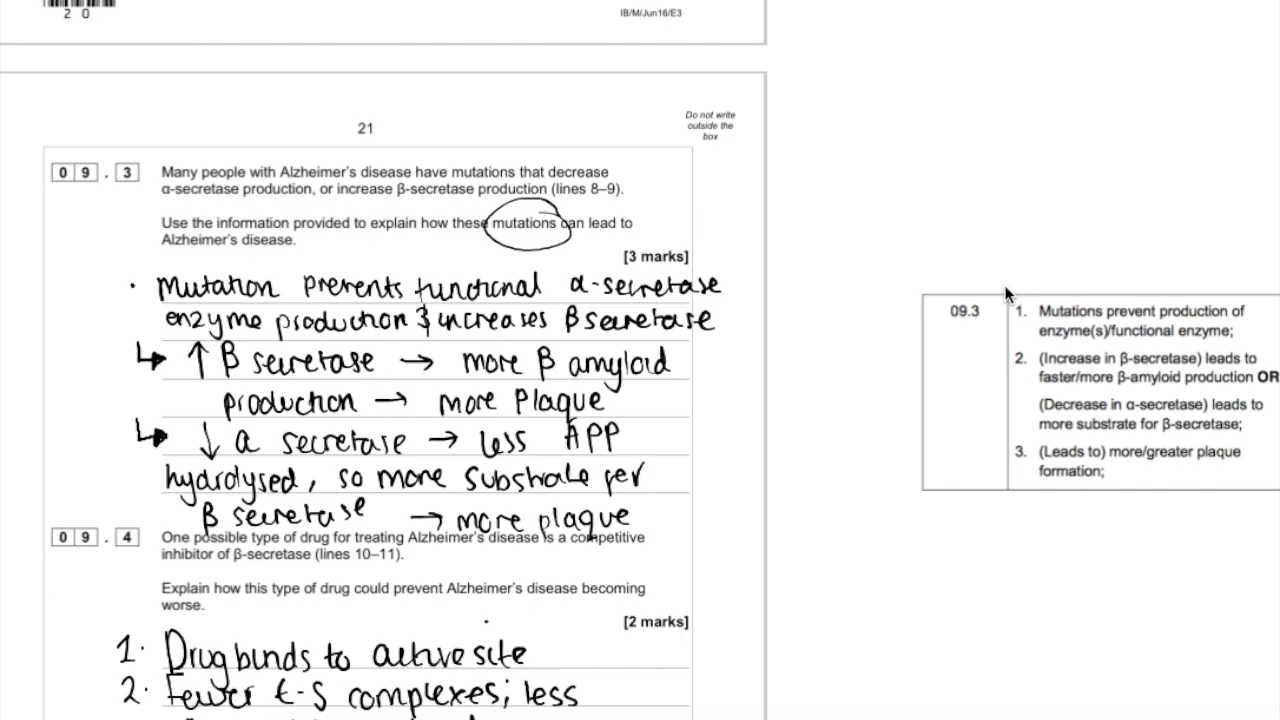 2 0
IB/M/Jun16/E3
21
Do not write
outside the
box
0 9 . 3
Many people with Alzheimer's disease have mutations that decrease
α-secretase production, or increase β-secretase production (lines 8–9).
Use the information provided to explain how these mutations can lead to
Alzheimer's disease.
[3 marks]
· Mutation prevents functional α-secretase
enzyme production & increases β secretase
↳ ↑ β secretase → more β amyloid
production → more Plaque
↳ ↓ α secretase → less APP
hydrolysed, so more substrate for
β secretase → more plaque
0 9 . 4
One possible type of drug for treating Alzheimer's disease is a competitive
inhibitor of β-secretase (lines 10–11).
Explain how this type of drug could prevent Alzheimer's disease becoming
worse.
[2 marks]
1. Drug binds to active site
2. Fewer E-S complexes; less
09.3
1. Mutations prevent production of
enzyme(s)/functional enzyme;
2. (Increase in β-secretase) leads to
faster/more β-amyloid production OR
(Decrease in α-secretase) leads to
more substrate for β-secretase;
3. (Leads to) more/greater plaque
formation;